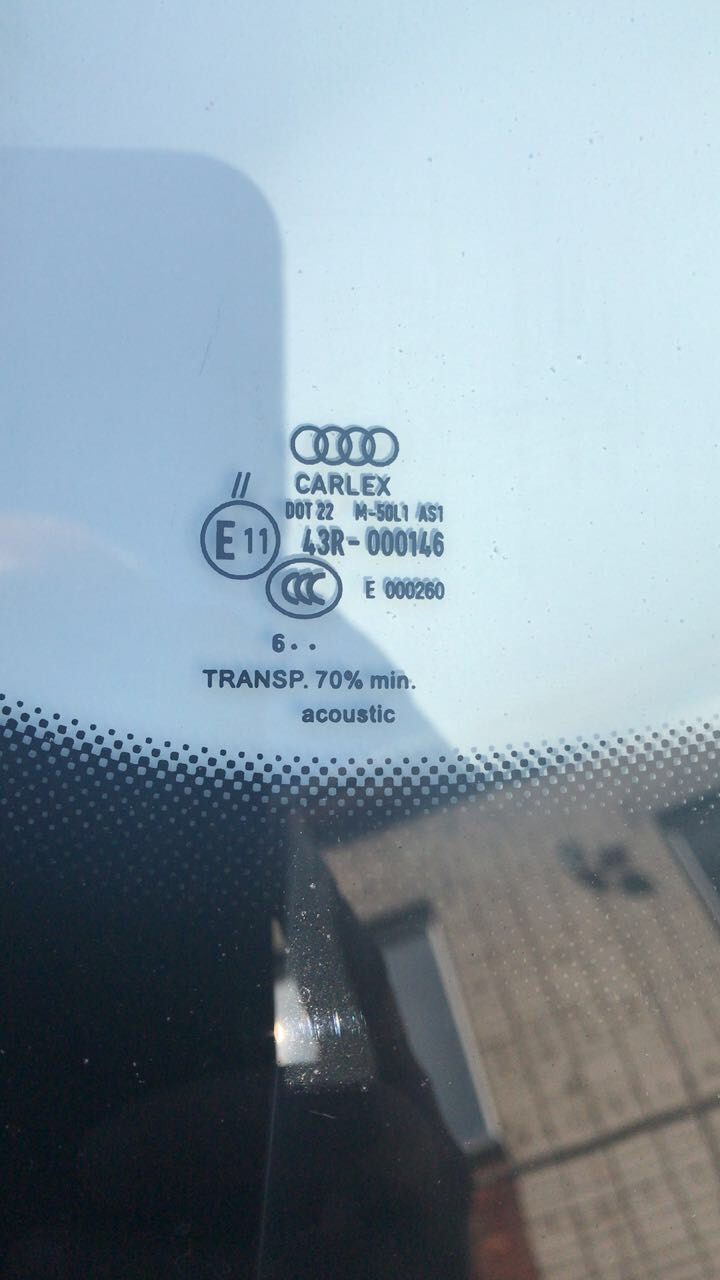 CARLEX
//
DOT 22 M-50L1 AS1
E 11 43R-000146
CCC E 000260
6..
TRANSP. 70% min.
acoustic